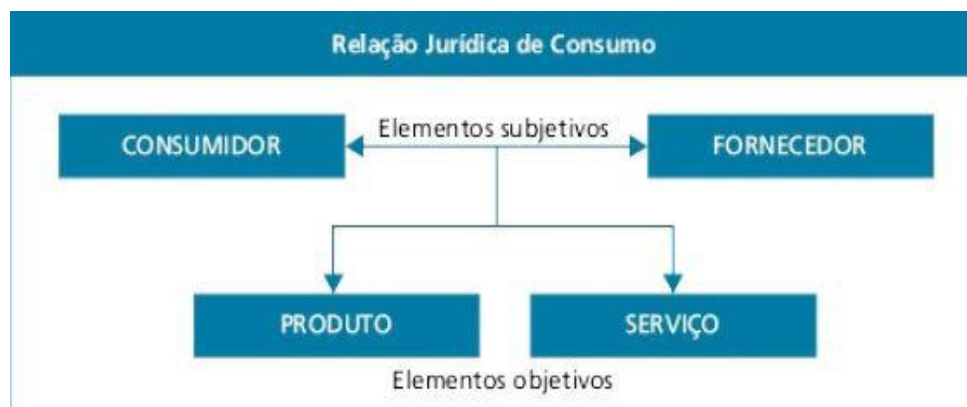 Relação Jurídica de Consumo
Elementos subjetivos
CONSUMIDOR
FORNECEDOR
PRODUTO
SERVIÇO
Elementos objetivos